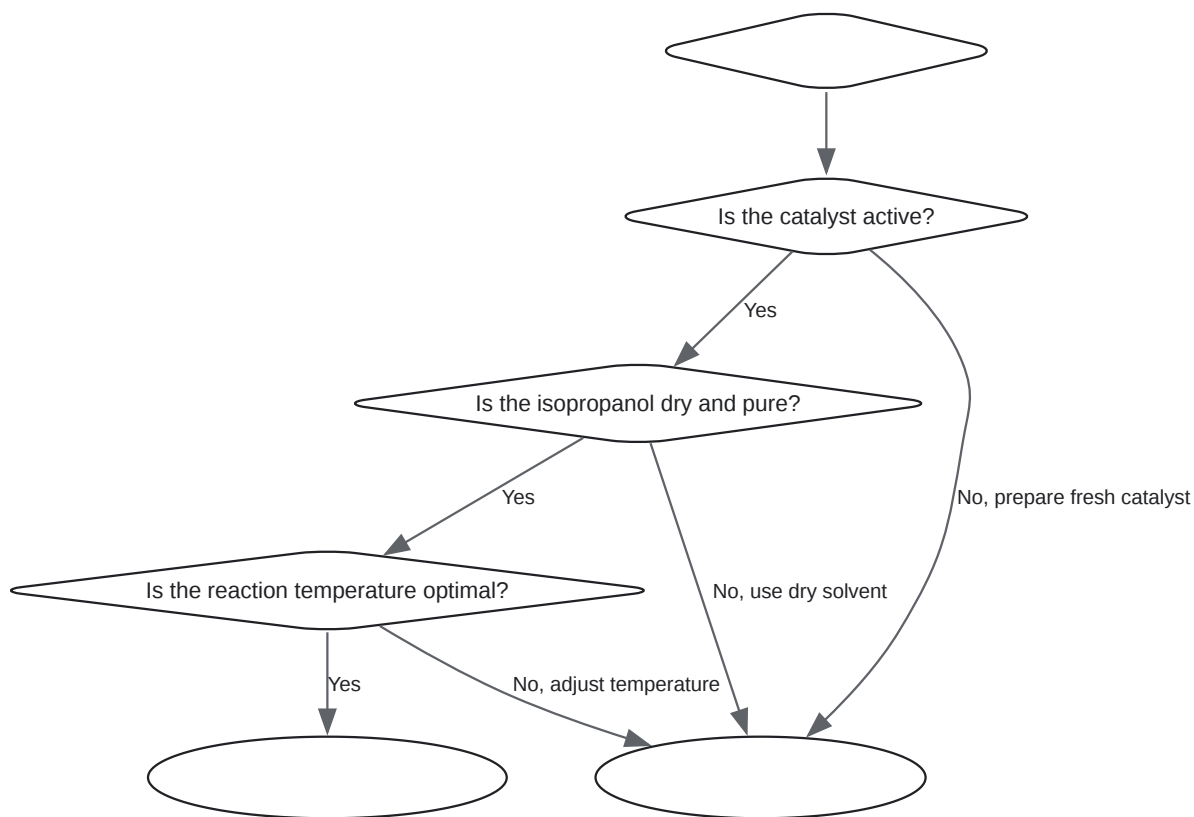 Is the catalyst active?
Yes
Is the isopropanol dry and pure?
Yes
No, prepare fresh catalyst
Is the reaction temperature optimal?
No, use dry solvent
Yes
No, adjust temperature